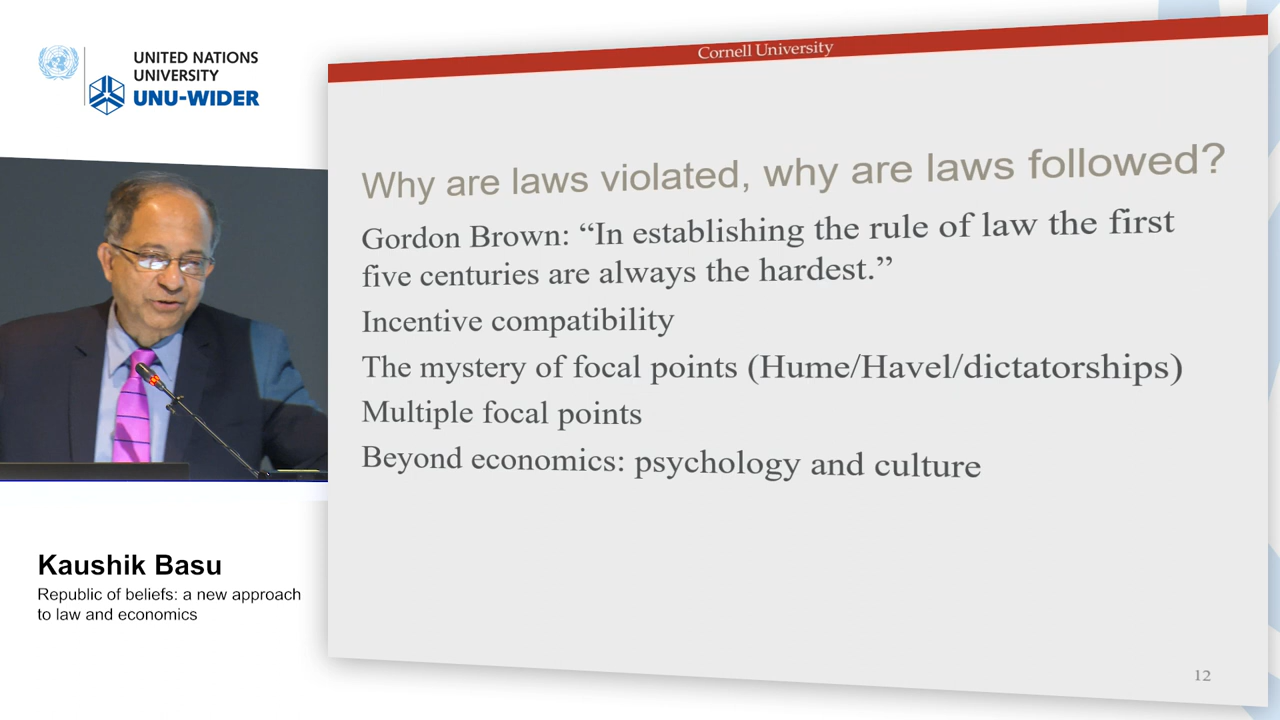 UNITED NATIONS
UNIVERSITY
UNU-WIDER
Cornell University
Why are laws violated, why are laws followed?
Gordon Brown: “In establishing the rule of law the first
five centuries are always the hardest.”
Incentive compatibility
The mystery of focal points (Hume/Havel/dictatorships)
Multiple focal points
Beyond economics: psychology and culture
12
Kaushik Basu
Republic of beliefs: a new approach
to law and economics